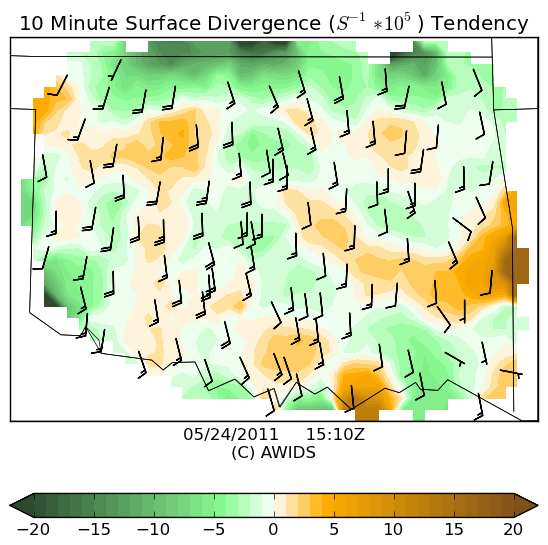 10 Minute Surface Divergence (S⁻¹ *10⁵ ) Tendency
05/24/2011 15:10Z
(C) AWIDS
−20 −15 −10 −5 0 5 10 15 20